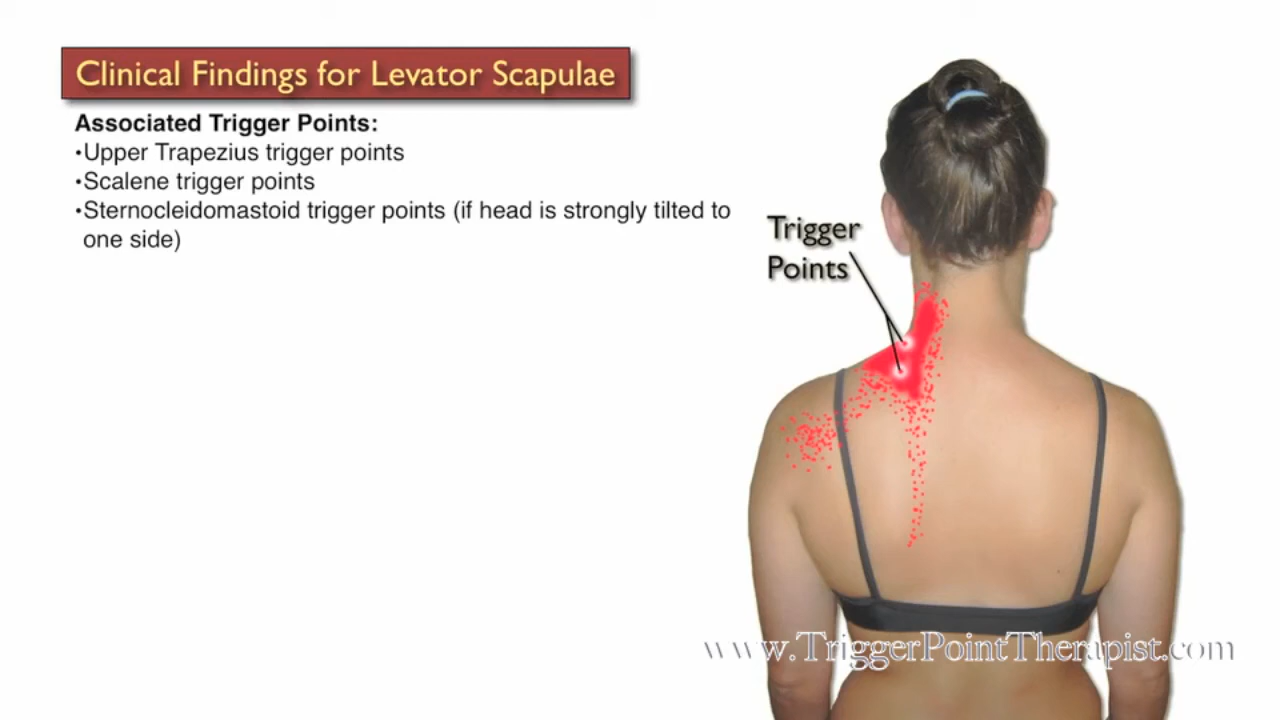 Clinical Findings for Levator Scapulae
Associated Trigger Points:
•Upper Trapezius trigger points
•Scalene trigger points
•Sternocleidomastoid trigger points (if head is strongly tilted to
one side)
Trigger
Points
www.TriggerPointTherapist.com